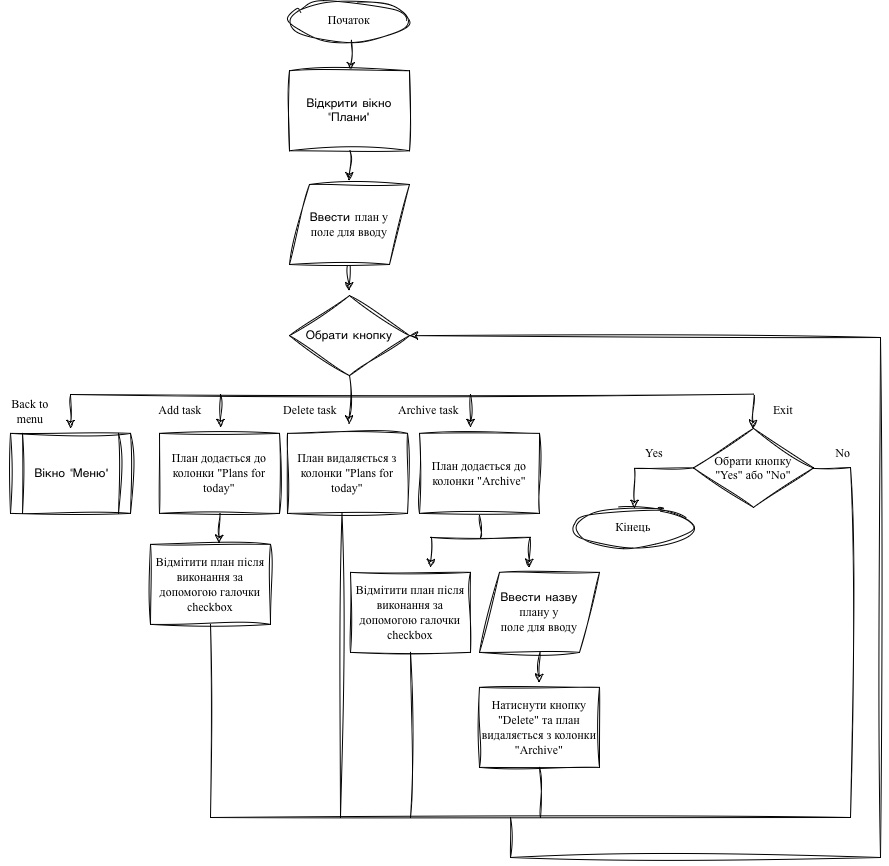 Початок
Відкрити вікно
"Плани"
Ввести план у
поле для вводу
Обрати кнопку
Back to
menu
Add task
Delete task
Archive task
Exit
Вікно "Меню"
План додається до
колонки "Plans for
today"
План видаляється з
колонки "Plans for
today"
План додається до
колонки "Archive"
Yes
Обрати кнопку
"Yes" або "No"
No
Кінець
Відмітити план після
виконання за
допомогою галочки
checkbox
Відмітити план після
виконання за
допомогою галочки
checkbox
Ввести назву
плану у
поле для вводу
Натиснути кнопку
"Delete" та план
видаляється з колонки
"Archive"